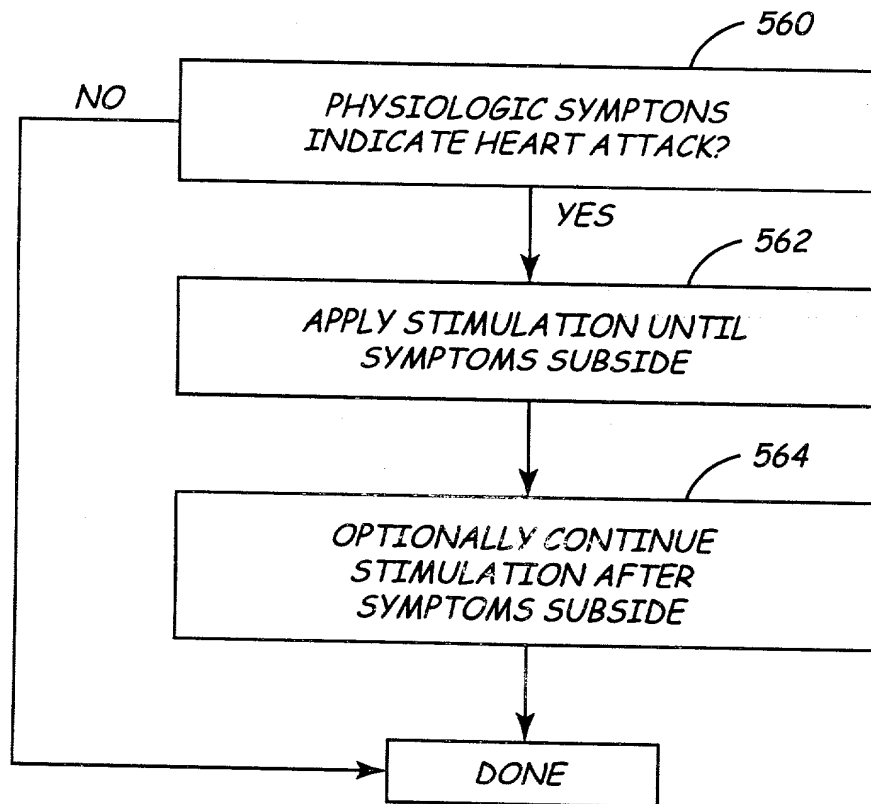 560
NO
PHYSIOLOGIC SYMPTONS
INDICATE HEART ATTACK?
YES
562
APPLY STIMULATION UNTIL
SYMPTOMS SUBSIDE
564
OPTIONALLY CONTINUE
STIMULATION AFTER
SYMPTOMS SUBSIDE
DONE